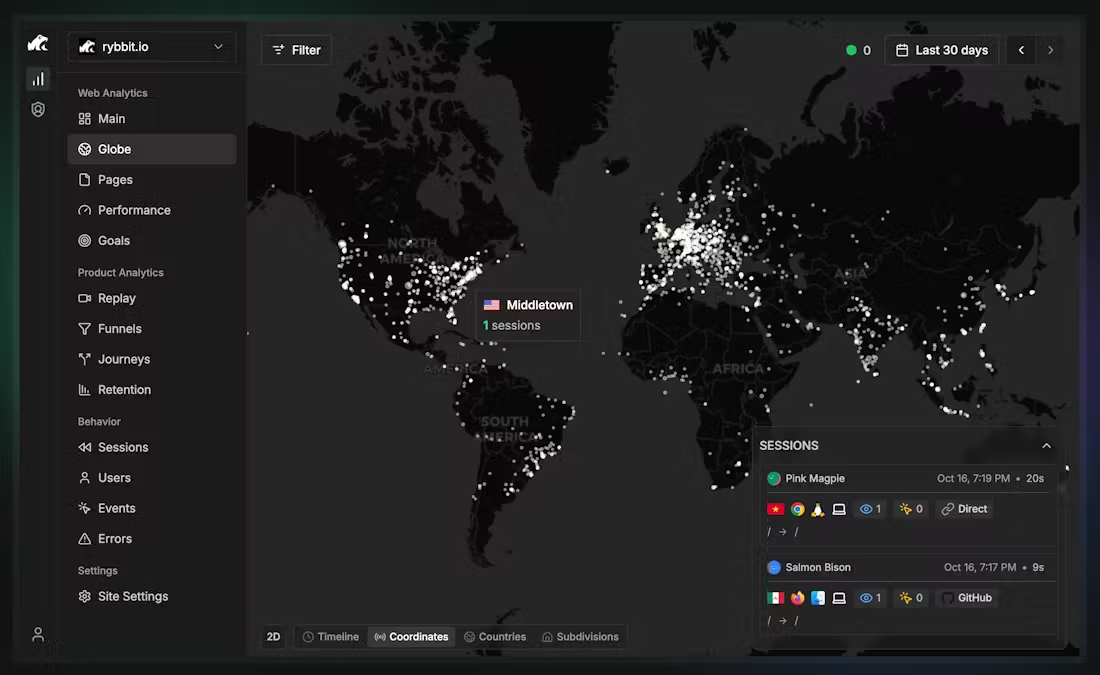 rybbit.io
Filter
0
Last 30 days
Web Analytics
Main
Globe
Pages
Performance
Goals
Product Analytics
Replay
Funnels
Journeys
Retention
Behavior
Sessions
Users
Events
Errors
Settings
Site Settings
NORTH
AMERICA
ASIA
Middletown
1 sessions
AMERICA
AFRICA
SOUTH
AMERICA
SESSIONS
Pink Magpie
Oct 16, 7:19 PM • 20s
1
0
Direct
/ → /
Salmon Bison
Oct 16, 7:17 PM • 9s
1
0
GitHub
/ → /
2D
Timeline
Coordinates
Countries
Subdivisions